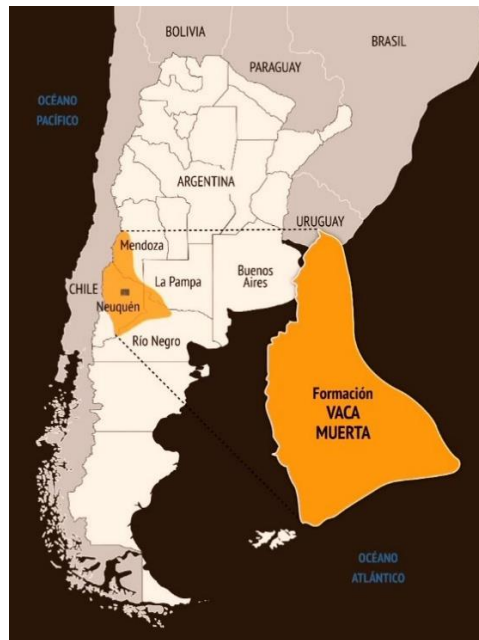 BOLIVIA
BRASIL
PARAGUAY
OCÉANO
PACÍFICO
ARGENTINA
URUGUAY
Mendoza
Buenos
Aires
La Pampa
CHILE
Neuquén
Río Negro
Formación
VACA
MUERTA
OCÉANO
ATLÁNTICO